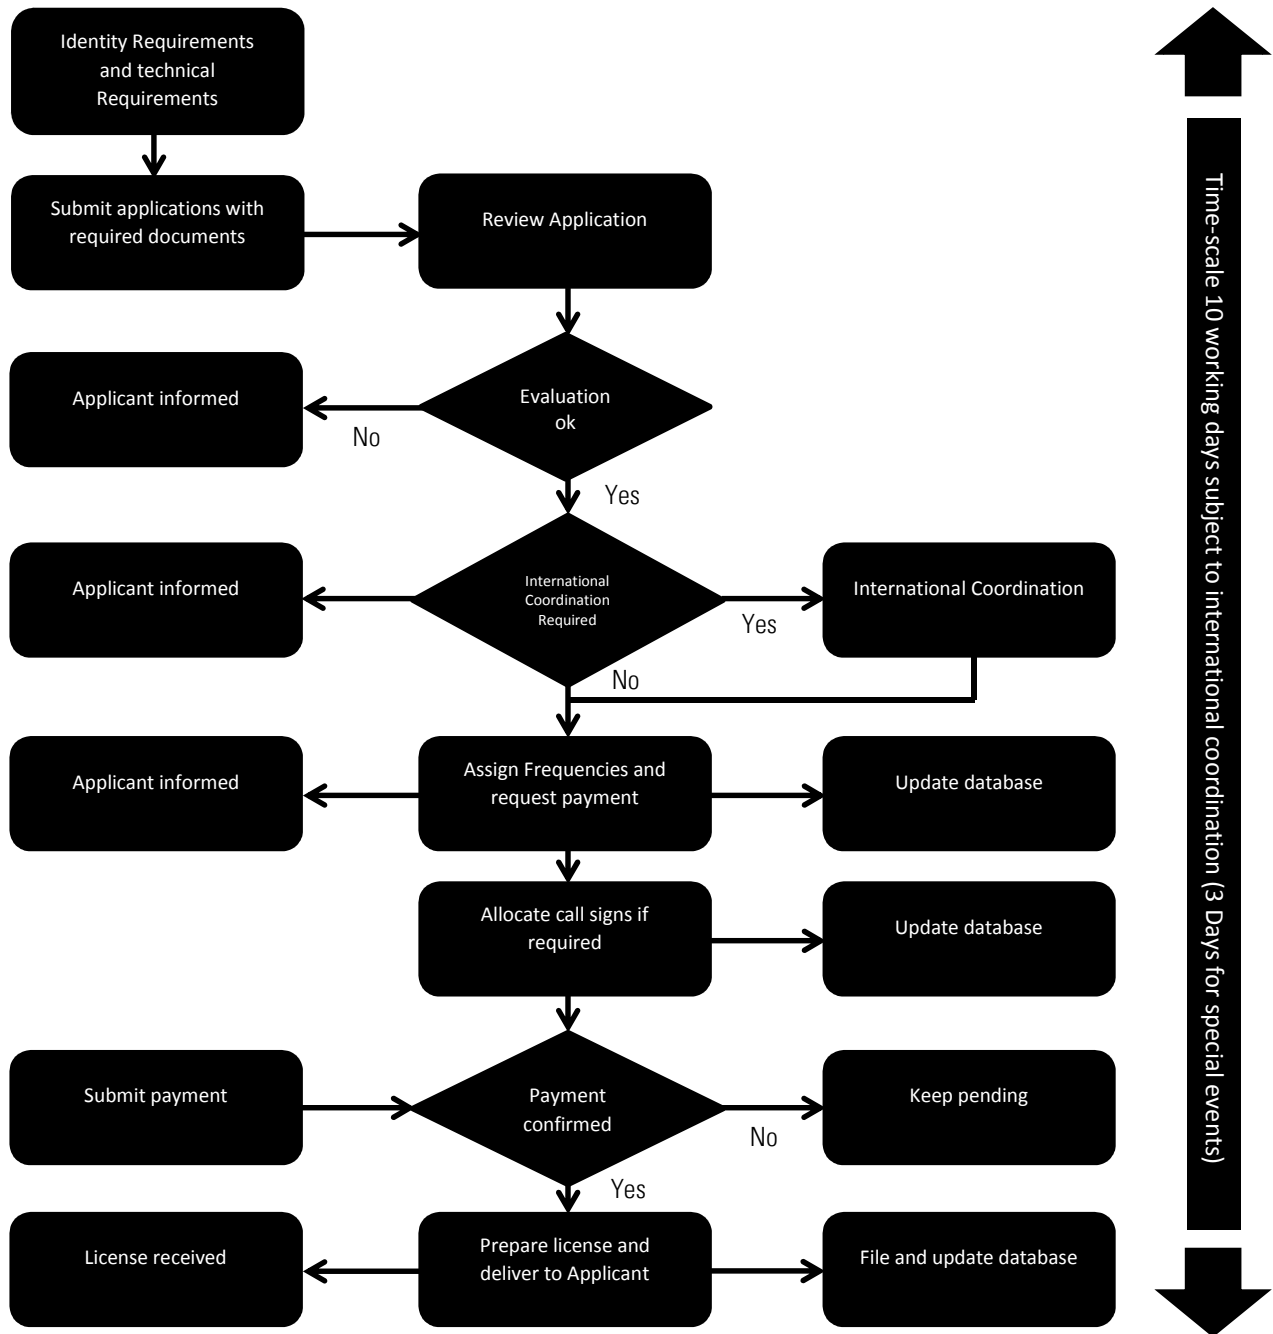 Identity Requirements
and technical
Requirements
Submit applications with
required documents
Review Application
Applicant informed
Evaluation
ok
No
Yes
Applicant informed
International
Coordination
Required
Yes
International Coordination
No
Applicant informed
Assign Frequencies and
request payment
Update database
Allocate call signs if
required
Update database
Submit payment
Payment
confirmed
No
Keep pending
Yes
License received
Prepare license and
deliver to Applicant
File and update database
Time-scale 10 working days subject to international coordination (3 Days for special events)